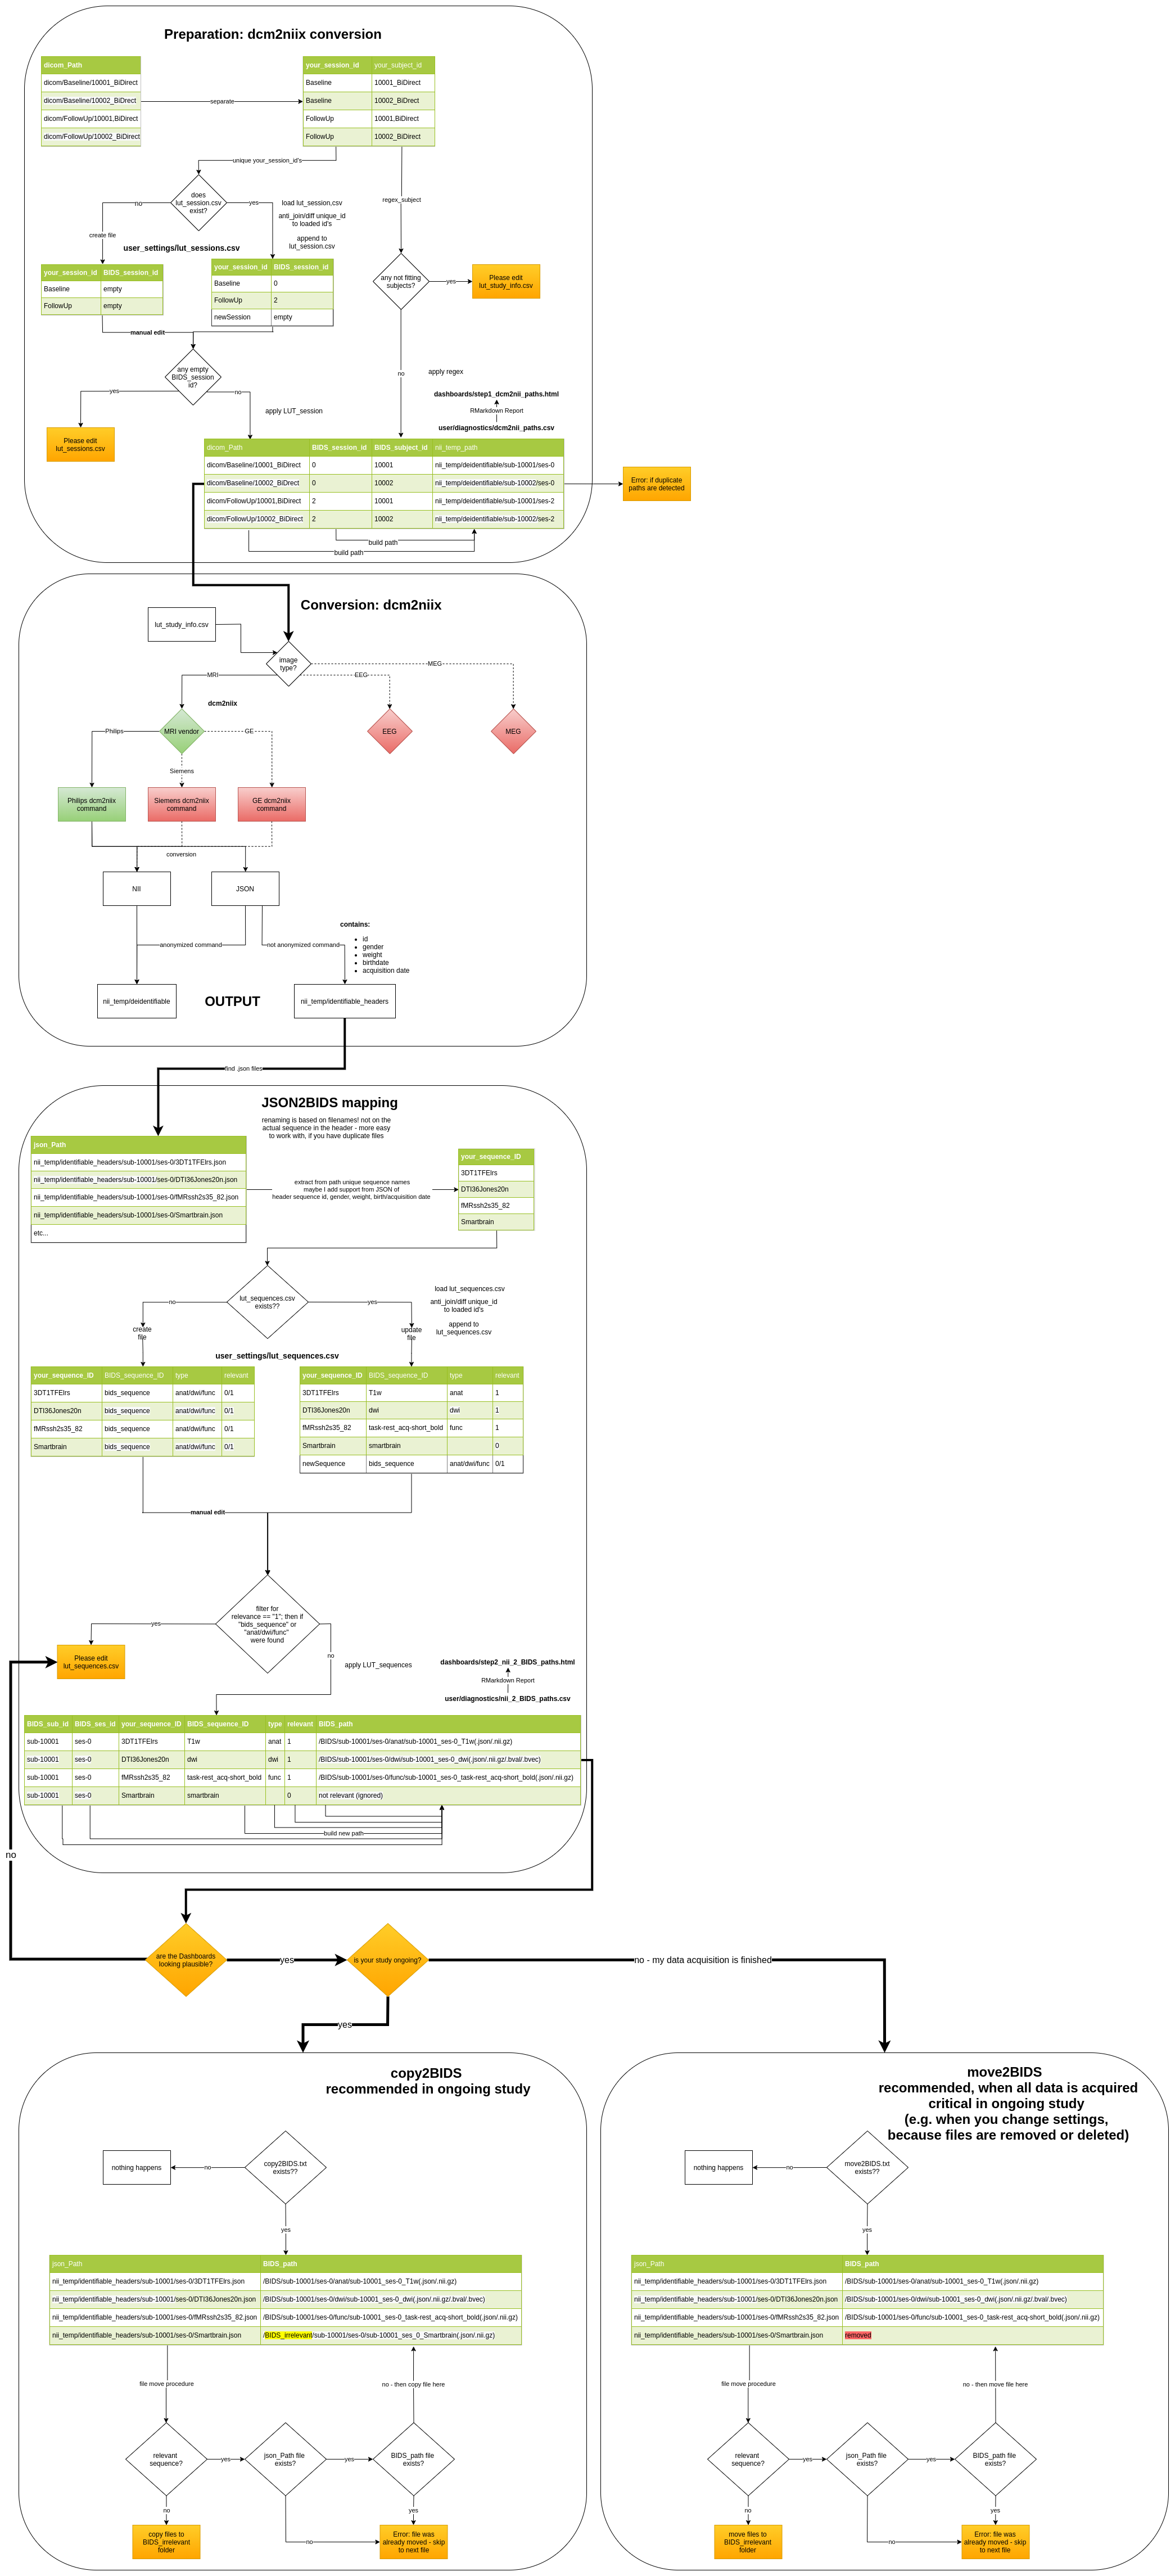 Preparation: dcm2niix conversion
dicom_Path
dicom/Baseline/10001_BiDirect
dicom/Baseline/10002_BiDrect
dicom/FollowUp/10001,BiDirect
dicom/FollowUp/10002_BiDirect
separate
your_session_id your_subject_id
Baseline 10001_BiDirect
Baseline 10002_BiDrect
FollowUp 10001,BiDirect
FollowUp 10002_BiDirect
unique your_session_id's
regex_subject
does
lut_session.csv
exist?
no
yes
create file
load lut_session,csv
anti_join/diff unique_id
to loaded id's
append to
lut_session.csv
user_settings/lut_sessions.csv
your_session_id BIDS_session_id
Baseline empty
FollowUp empty
your_session_id BIDS_session_id
Baseline 0
FollowUp 2
newSession empty
any not fitting
subjects?
yes
Please edit
lut_study_info.csv
manual edit
any empty
BIDS_session
id?
yes
no
no
apply regex
apply LUT_session
Please edit
lut_sessions.csv
dashboards/step1_dcm2nii_paths.html
RMarkdown Report
user/diagnostics/dcm2nii_paths.csv
dicom_Path BIDS_session_id BIDS_subject_id nii_temp_path
dicom/Baseline/10001_BiDirect 0 10001 nii_temp/deidentifiable/sub-10001/ses-0
dicom/Baseline/10002_BiDirect 0 10002 nii_temp/deidentifiable/sub-10002/ses-0
dicom/FollowUp/10001,BiDirect 2 10001 nii_temp/deidentifiable/sub-10001/ses-2
dicom/FollowUp/10002_BiDirect 2 10002 nii_temp/deidentifiable/sub-10002/ses-2
Error: if duplicate
paths are detected
build path
build path
Conversion: dcm2niix
lut_study_info.csv
image
type?
MRI
EEG
MEG
dcm2niix
MRI vendor
EEG
MEG
Philips
Siemens
GE
Philips dcm2niix
command
Siemens dcm2niix
command
GE dcm2niix
command
conversion
NII
JSON
anonymized command
not anonymized command
contains:
• id
• gender
• weight
• birthdate
• acquisition date
nii_temp/deidentifiable
OUTPUT
nii_temp/identifiable_headers
find .json files
JSON2BIDS mapping
renaming is based on filenames! not on the
actual sequence in the header - more easy
to work with, if you have duplicate files
json_Path
nii_temp/identifiable_headers/sub-10001/ses-0/3DT1TFElrs.json
nii_temp/identifiable_headers/sub-10001/ses-0/DTI36Jones20n.json
nii_temp/identifiable_headers/sub-10001/ses-0/fMRssh2s35_82.json
nii_temp/identifiable_headers/sub-10001/ses-0/Smartbrain.json
etc...
extract from path unique sequence names
maybe I add support from JSON of
header sequence id, gender, weight, birth/acquisition date
your_sequence_ID
3DT1TFElrs
DTI36Jones20n
fMRssh2s35_82
Smartbrain
lut_sequences.csv
exists??
no
yes
create
file
update
file
load lut_sequences.csv
anti_join/diff unique_id
to loaded id's
append to
lut_sequences.csv
user_settings/lut_sequences.csv
your_sequence_ID BIDS_sequence_ID type relevant
3DT1TFElrs bids_sequence anat/dwi/func 0/1
DTI36Jones20n bids_sequence anat/dwi/func 0/1
fMRssh2s35_82 bids_sequence anat/dwi/func 0/1
Smartbrain bids_sequence anat/dwi/func 0/1
your_sequence_ID BIDS_sequence_ID type relevant
3DT1TFElrs T1w anat 1
DTI36Jones20n dwi dwi 1
fMRssh2s35_82 task-rest_acq-short_bold func 1
Smartbrain smartbrain 0
newSequence bids_sequence anat/dwi/func 0/1
manual edit
filter for
relevance == "1"; then if
"bids_sequence" or
"anat/dwi/func"
were found
yes
no
Please edit
lut_sequences.csv
apply LUT_sequences
dashboards/step2_nii_2_BIDS_paths.html
RMarkdown Report
user/diagnostics/nii_2_BIDS_paths.csv
BIDS_sub_id BIDS_ses_id your_sequence_ID BIDS_sequence_ID type relevant BIDS_path
sub-10001 ses-0 3DT1TFElrs T1w anat 1 /BIDS/sub-10001/ses-0/anat/sub-10001_ses-0_T1w(.json/.nii.gz)
sub-10001 ses-0 DTI36Jones20n dwi dwi 1 /BIDS/sub-10001/ses-0/dwi/sub-10001_ses-0_dwi(.json/.nii.gz/.bval/.bvec)
sub-10001 ses-0 fMRssh2s35_82 task-rest_acq-short_bold func 1 /BIDS/sub-10001/ses-0/func/sub-10001_ses-0_task-rest_acq-short_bold(.json/.nii.gz)
sub-10001 ses-0 Smartbrain smartbrain 0 not relevant (ignored)
build new path
no
are the Dashboards
looking plausible?
yes
is your study ongoing?
no - my data acquisition is finished
yes
copy2BIDS
recommended in ongoing study
copy2BIDS.txt
exists??
no
nothing happens
yes
json_Path BIDS_path
nii_temp/identifiable_headers/sub-10001/ses-0/3DT1TFElrs.json /BIDS/sub-10001/ses-0/anat/sub-10001_ses-0_T1w(.json/.nii.gz)
nii_temp/identifiable_headers/sub-10001/ses-0/DTI36Jones20n.json /BIDS/sub-10001/ses-0/dwi/sub-10001_ses-0_dwi(.json/.nii.gz/.bval/.bvec)
nii_temp/identifiable_headers/sub-10001/ses-0/fMRssh2s35_82.json /BIDS/sub-10001/ses-0/func/sub-10001_ses-0_task-rest_acq-short_bold(.json/.nii.gz)
nii_temp/identifiable_headers/sub-10001/ses-0/Smartbrain.json /BIDS_irrelevant/sub-10001/ses-0/sub-10001_ses_0_Smartbrain(.json/.nii.gz)
file move procedure
no - then copy file here
relevant
sequence?
yes
json_Path file
exists?
yes
BIDS_path file
exists?
no
no
yes
copy files to
BIDS_irrelevant
folder
Error: file was
already moved - skip
to next file
move2BIDS
recommended, when all data is acquired
critical in ongoing study
(e.g. when you change settings,
because files are removed or deleted)
move2BIDS.txt
exists??
no
nothing happens
yes
json_Path BIDS_path
nii_temp/identifiable_headers/sub-10001/ses-0/3DT1TFElrs.json /BIDS/sub-10001/ses-0/anat/sub-10001_ses-0_T1w(.json/.nii.gz)
nii_temp/identifiable_headers/sub-10001/ses-0/DTI36Jones20n.json /BIDS/sub-10001/ses-0/dwi/sub-10001_ses-0_dwi(.json/.nii.gz/.bval/.bvec)
nii_temp/identifiable_headers/sub-10001/ses-0/fMRssh2s35_82.json /BIDS/sub-10001/ses-0/func/sub-10001_ses-0_task-rest_acq-short_bold(.json/.nii.gz)
nii_temp/identifiable_headers/sub-10001/ses-0/Smartbrain.json removed
file move procedure
no - then move file here
relevant
sequence?
yes
json_Path file
exists?
yes
BIDS_path file
exists?
no
no
yes
move files to
BIDS_irrelevant
folder
Error: file was
already moved - skip
to next file